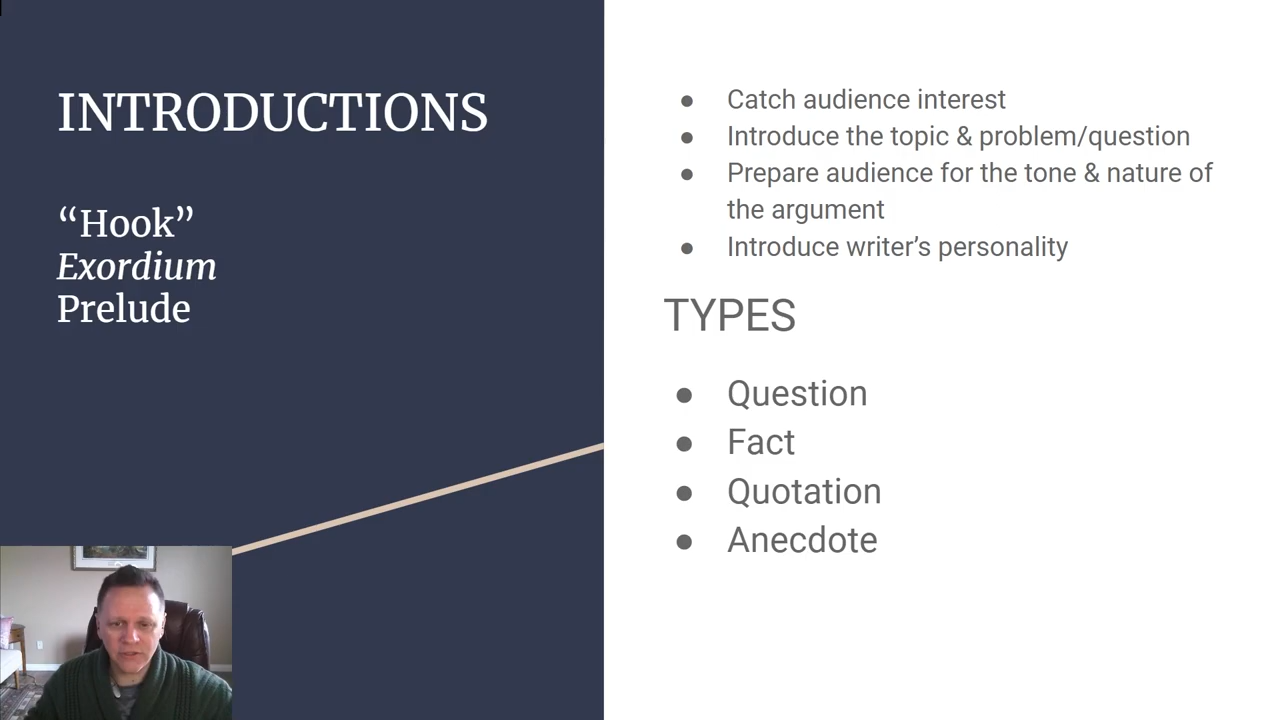 INTRODUCTIONS
“Hook”
Exordium
Prelude
● Catch audience interest
● Introduce the topic & problem/question
● Prepare audience for the tone & nature of
the argument
● Introduce writer’s personality
TYPES
● Question
● Fact
● Quotation
● Anecdote